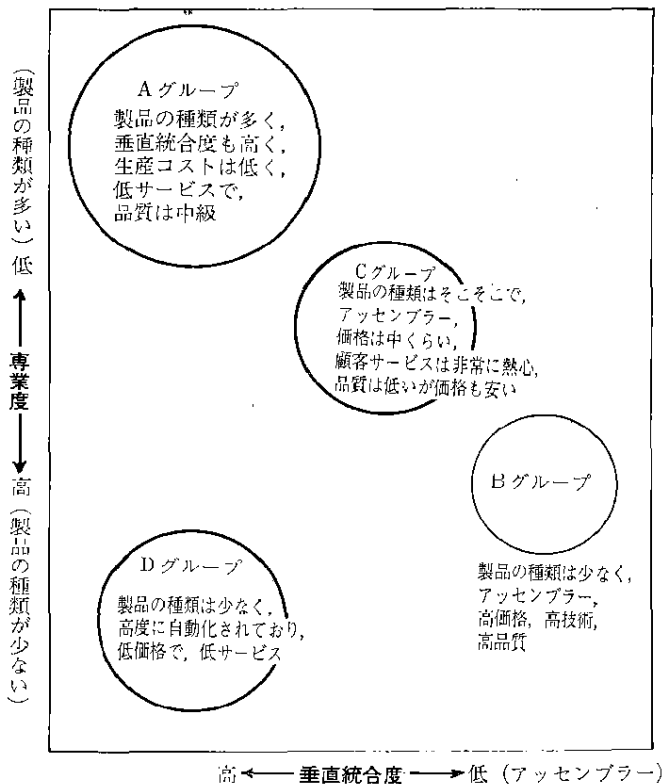 (製品の種類が多い) 低
専業度
高 (製品の種類が少ない)
Aグループ
製品の種類が多く,
垂直統合度も高く,
生産コストは低く,
低サービスで,
品質は中級
Cグループ
製品の種類はそこそこで,
アッセンブラー,
価格は中くらい,
顧客サービスは非常に熱心,
品質は低いが価格も安い
Bグループ
製品の種類は少なく,
アッセンブラー,
高価格, 高技術,
高品質
Dグループ
製品の種類は少なく,
高度に自動化されており,
低価格で, 低サービス
高 垂直統合度 低 (アッセンブラー)